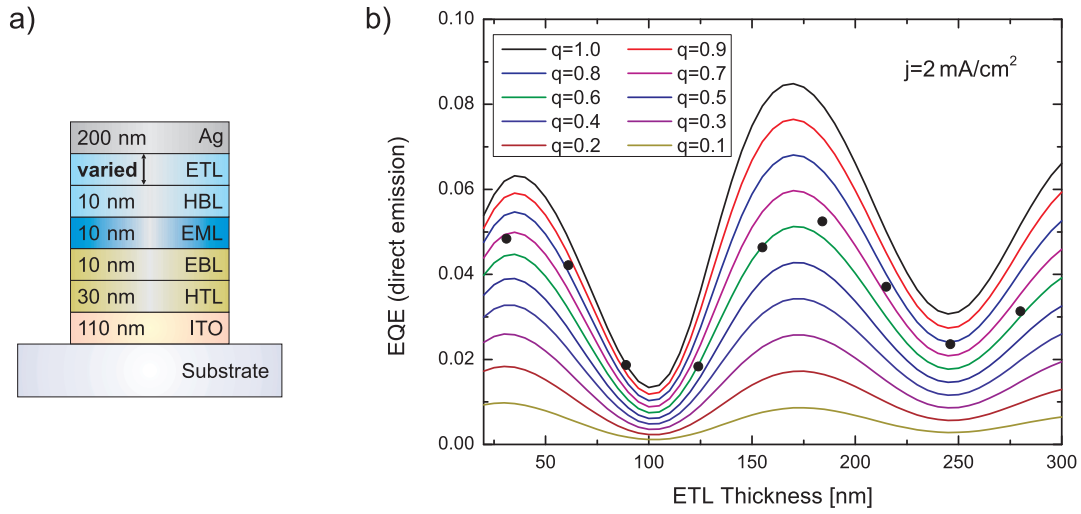 a)
200 nm Ag
varied ETL
10 nm HBL
10 nm EML
10 nm EBL
30 nm HTL
110 nm ITO
Substrate
b)
EQE (direct emission)
0.10
0.08
0.06
0.04
0.02
0.00
q=1.0 q=0.9
q=0.8 q=0.7
q=0.6 q=0.5
q=0.4 q=0.3
q=0.2 q=0.1
j=2 mA/cm²
50 100 150 200 250 300
ETL Thickness [nm]